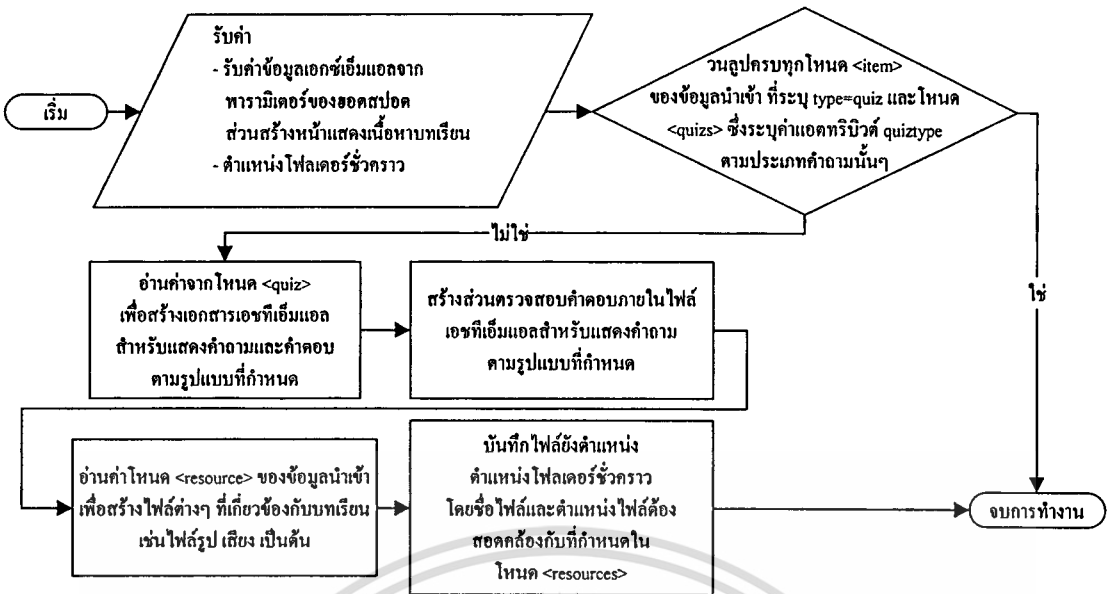 เริ่ม
รับค่า
- รับค่าข้อมูลเอกซ์เอ็มแอลจาก
พารามิเตอร์ของฮอตสปอต
ส่วนสร้างหน้าแสดงเนื้อหาบทเรียน
- ตำแหน่งโฟลเดอร์ชั่วคราว
วนลูปครบทุกโหนด <item>
ของข้อมูลนำเข้า ที่ระบุ type=quiz และโหนด
<quizs> ซึ่งระบุค่าแอตทริบิวต์ quiztype
ตามประเภทคำถามนั้นๆ
ไม่ใช่
ใช่
อ่านค่าจากโหนด <quiz>
เพื่อสร้างเอกสารเอชทีเอ็มแอล
สำหรับแสดงคำถามและคำตอบ
ตามรูปแบบที่กำหนด
สร้างส่วนตรวจสอบคำตอบภายในไฟล์
เอชทีเอ็มแอลสำหรับแสดงคำถาม
ตามรูปแบบที่กำหนด
อ่านค่าโหนด <resource> ของข้อมูลนำเข้า
เพื่อสร้างไฟล์ต่างๆ ที่เกี่ยวข้องกับบทเรียน
เช่นไฟล์รูป เสียง เป็นต้น
บันทึกไฟล์ยังตำแหน่ง
ตำแหน่งโฟลเดอร์ชั่วคราว
โดยชื่อไฟล์และตำแหน่งไฟล์ต้อง
สอดคล้องกับที่กำหนดใน
โหนด <resources>
จบการทำงาน